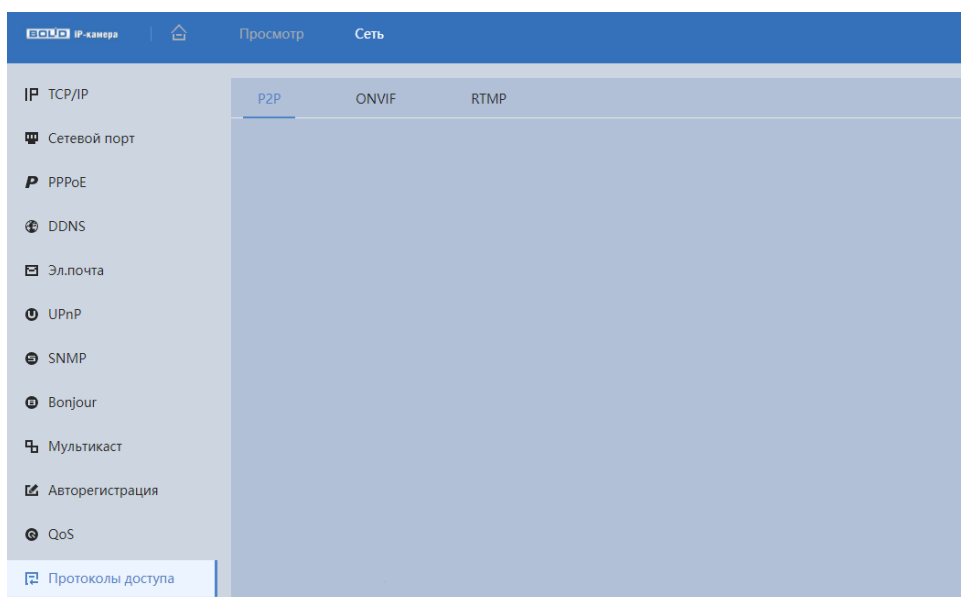 BOLID IP-камера Просмотр Сеть
P2P ONVIF RTMP
TCP/IP
Сетевой порт
PPPoE
DDNS
Эл.почта
UPnP
SNMP
Bonjour
Мультикаст
Авторегистрация
QoS
Протоколы доступа